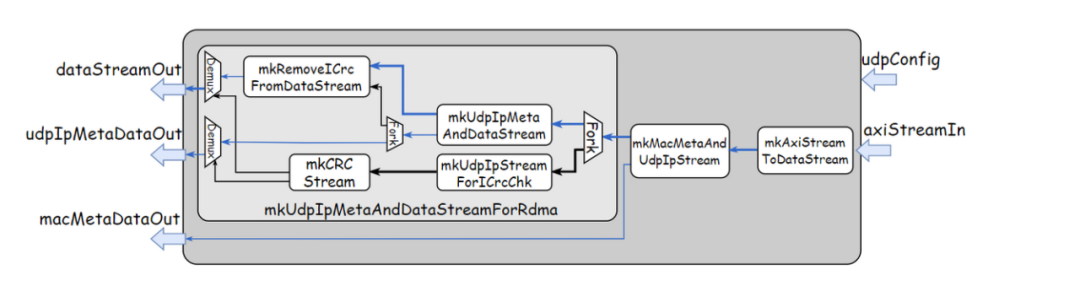 dataStreamOut
udpIpMetaDataOut
macMetaDataOut
Demux
Demux
mkRemoveICrc
FromDataStream
Fork
mkCRC
Stream
mkUdpIpMeta
AndDataStream
mkUdpIpStream
ForICrcChk
Fork
mkUdpIpMetaAndDataStreamForRdma
mkMacMetaAnd
UdpIpStream
mkAxiStream
ToDataStream
udpConfig
axiStreamIn